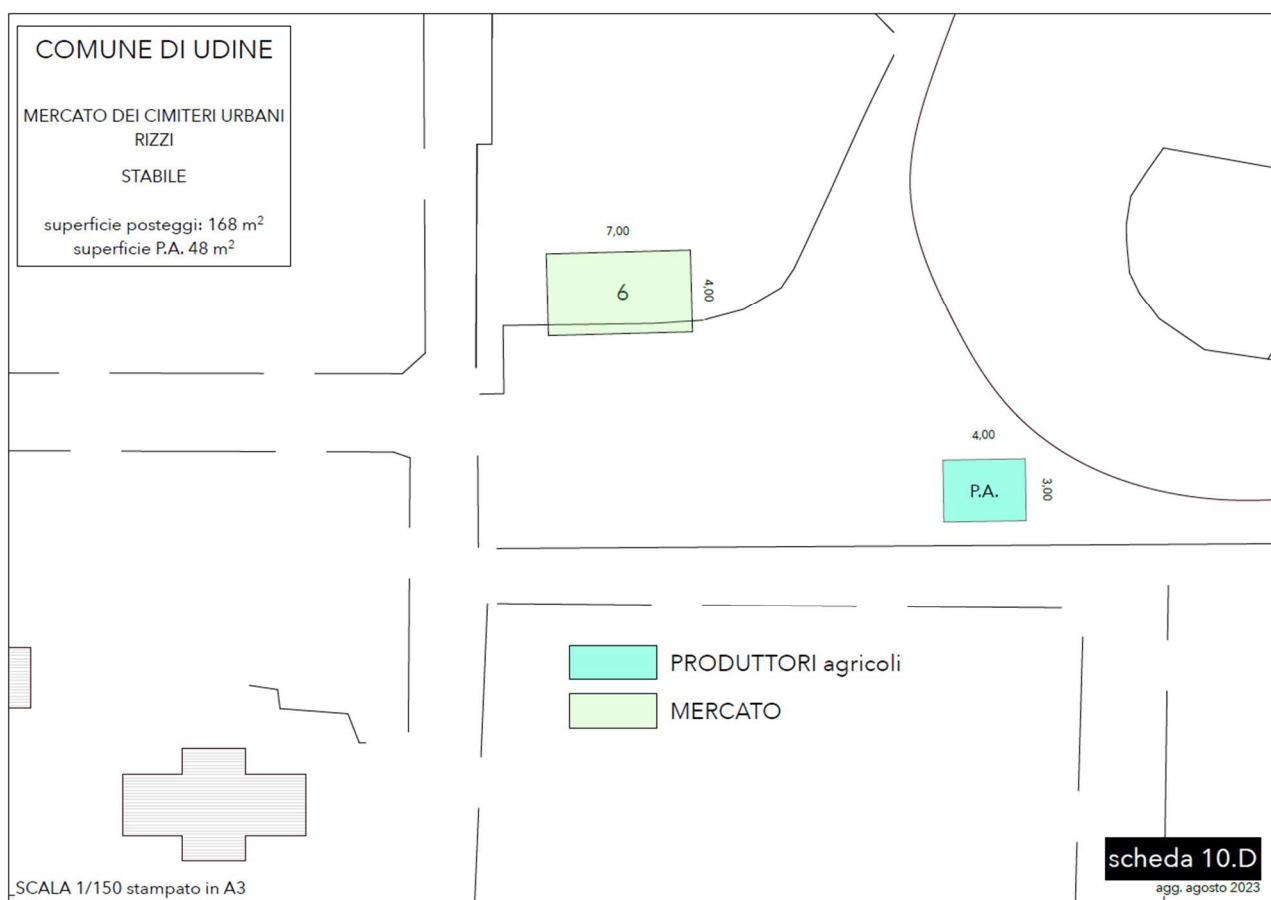 COMUNE DI UDINE
MERCATO DEI CIMITERI URBANI
RIZZI
STABILE
superficie posteggi: 168 m²
superficie P.A. 48 m²
7,00
6
4,00
4,00
P.A.
3,00
PRODUTTORI agricoli
MERCATO
scheda 10.D
SCALA 1/150 stampato in A3
agg. agosto 2023